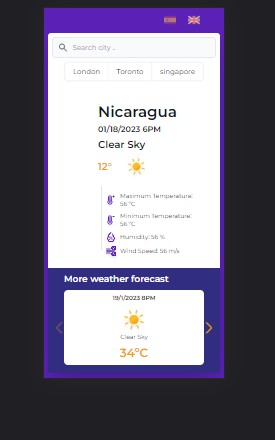 Search city ..
London Toronto singapore
Nicaragua
01/18/2023 6PM
Clear Sky
12°
Maximum Temperature:
56 °C
Minimum Temperature:
56 °C
Humidity: 56 %
Wind Speed: 56 m/s
More weather forecast
19/1/2023 8PM
Clear Sky
34°C